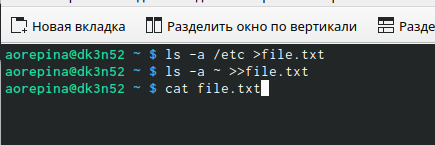 Новая вкладка Разделить окно по вертикали Разд
aorepina@dk3n52 ~ $ ls -a /etc >file.txt
aorepina@dk3n52 ~ $ ls -a ~ >>file.txt
aorepina@dk3n52 ~ $ cat file.txt